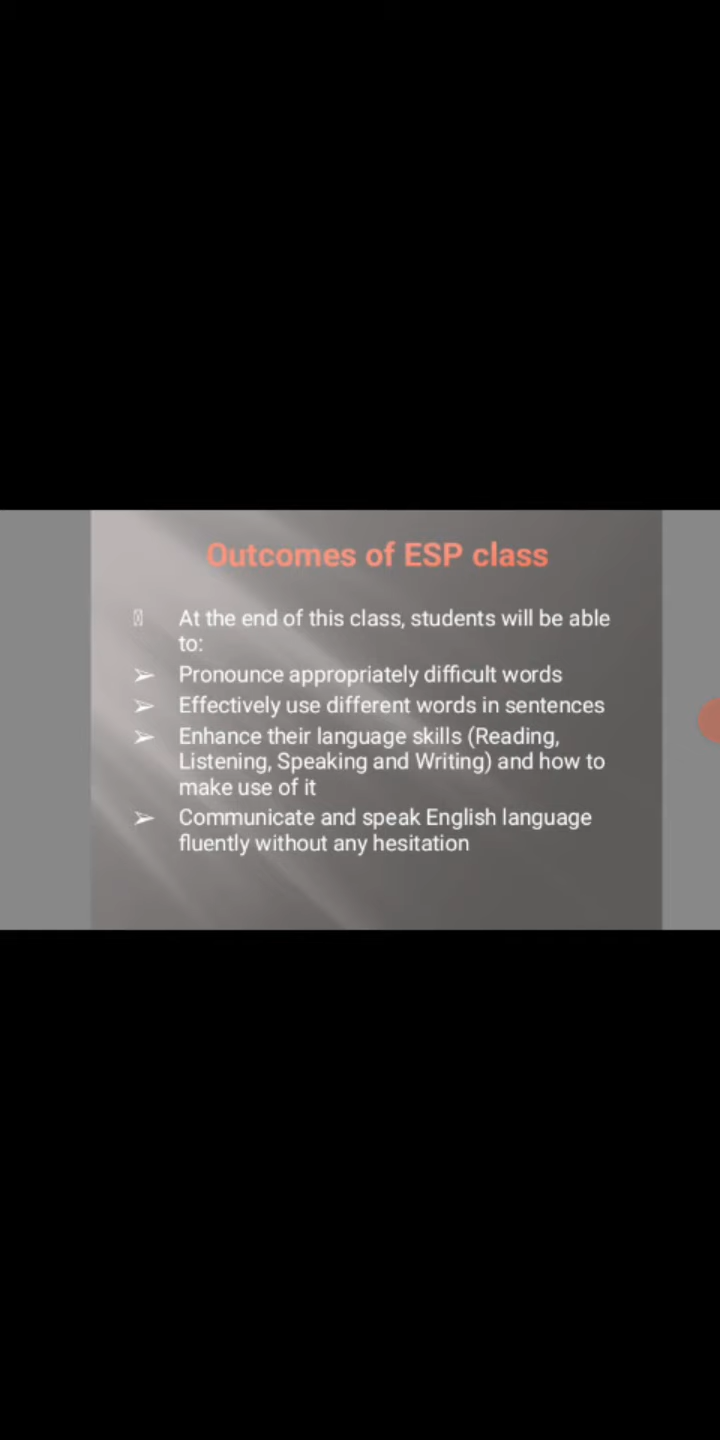 Outcomes of ESP class
At the end of this class, students will be able
to:
➢ Pronounce appropriately difficult words
➢ Effectively use different words in sentences
➢ Enhance their language skills (Reading,
Listening, Speaking and Writing) and how to
make use of it
➢ Communicate and speak English language
fluently without any hesitation